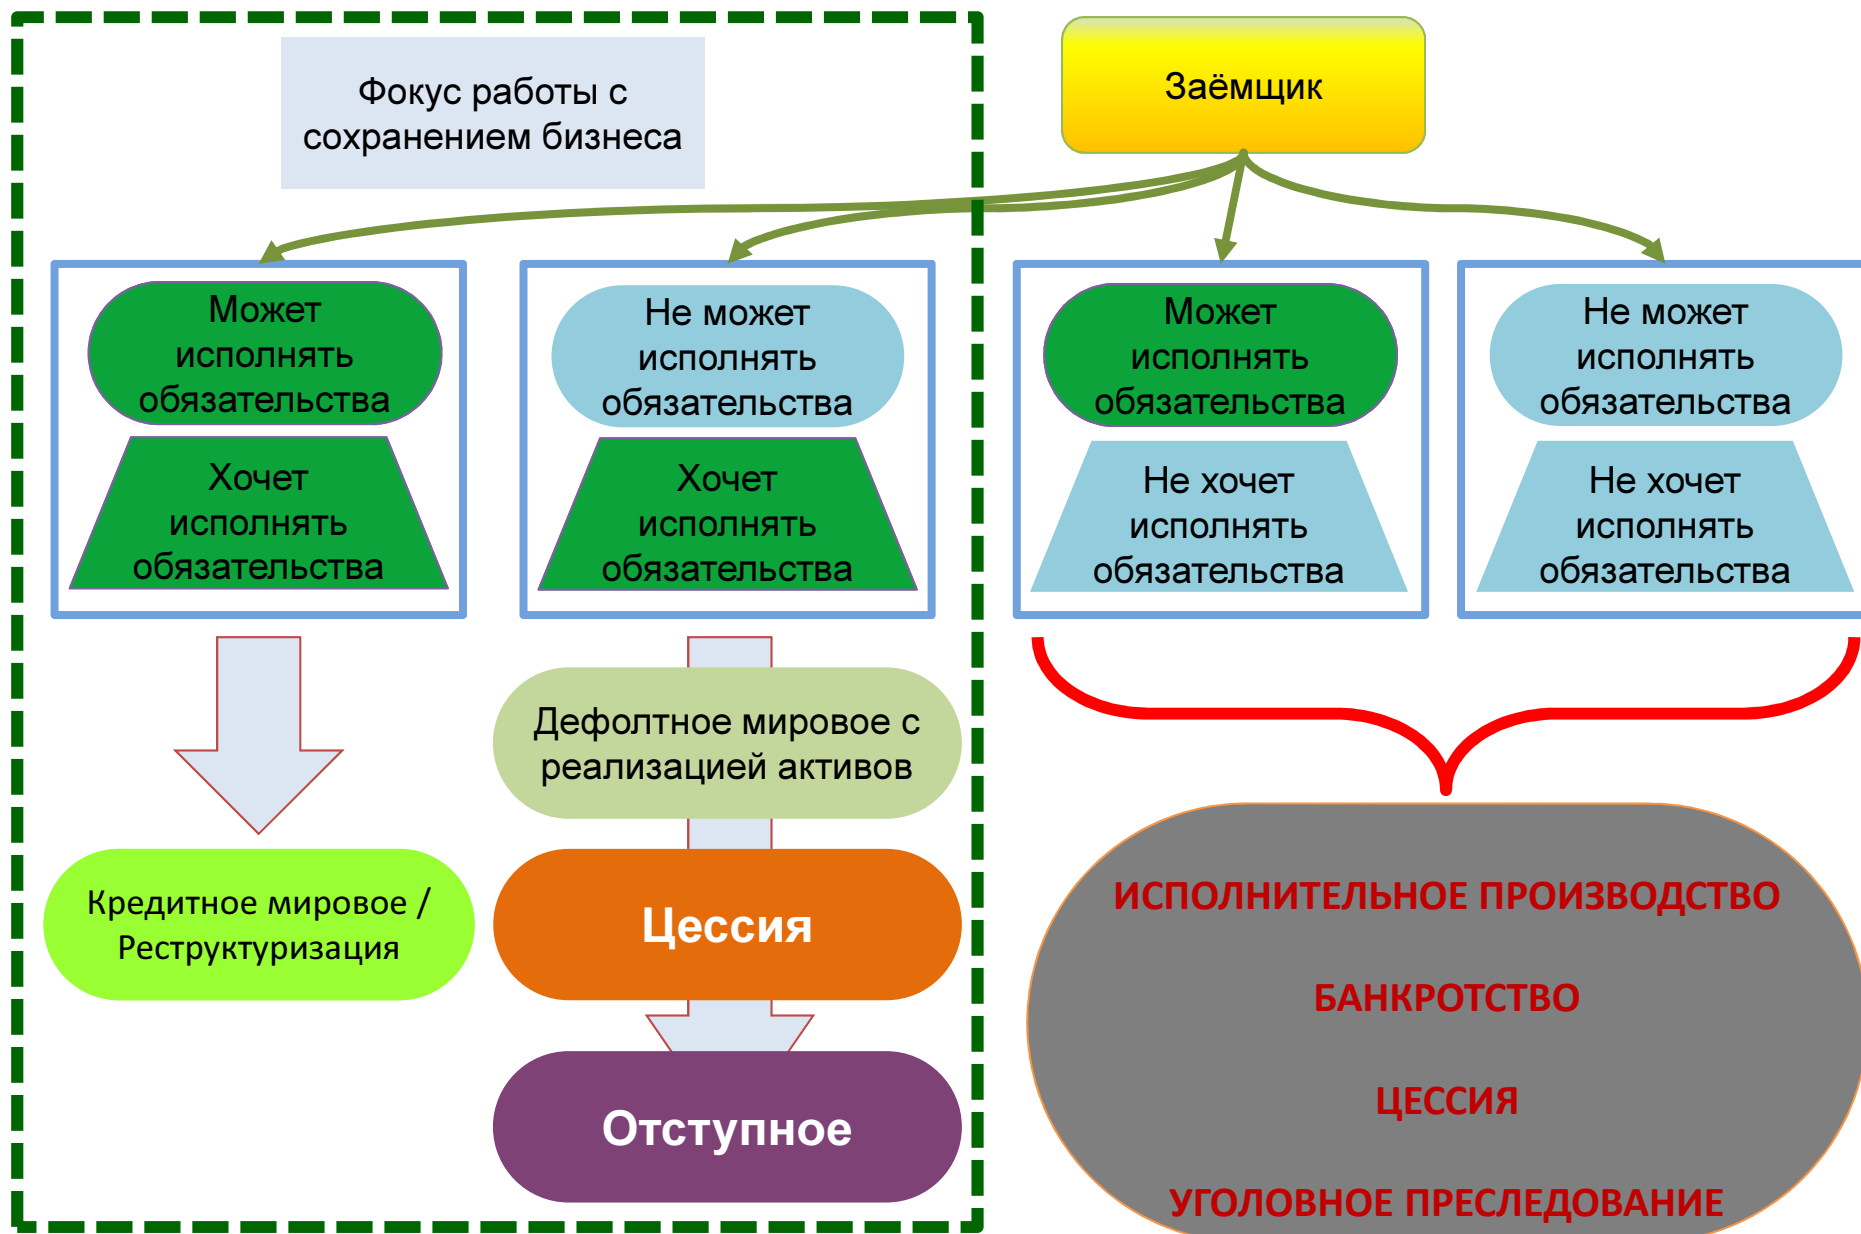 Фокус работы с
сохранением бизнеса
Заёмщик
Может
исполнять
обязательства
Хочет
исполнять
обязательства
Не может
исполнять
обязательства
Хочет
исполнять
обязательства
Может
исполнять
обязательства
Не хочет
исполнять
обязательства
Не может
исполнять
обязательства
Не хочет
исполнять
обязательства
Кредитное мировое /
Реструктуризация
Дефолтное мировое с
реализацией активов
Цессия
Отступное
ИСПОЛНИТЕЛЬНОЕ ПРОИЗВОДСТВО
БАНКРОТСТВО
ЦЕССИЯ
УГОЛОВНОЕ ПРЕСЛЕДОВАНИЕ